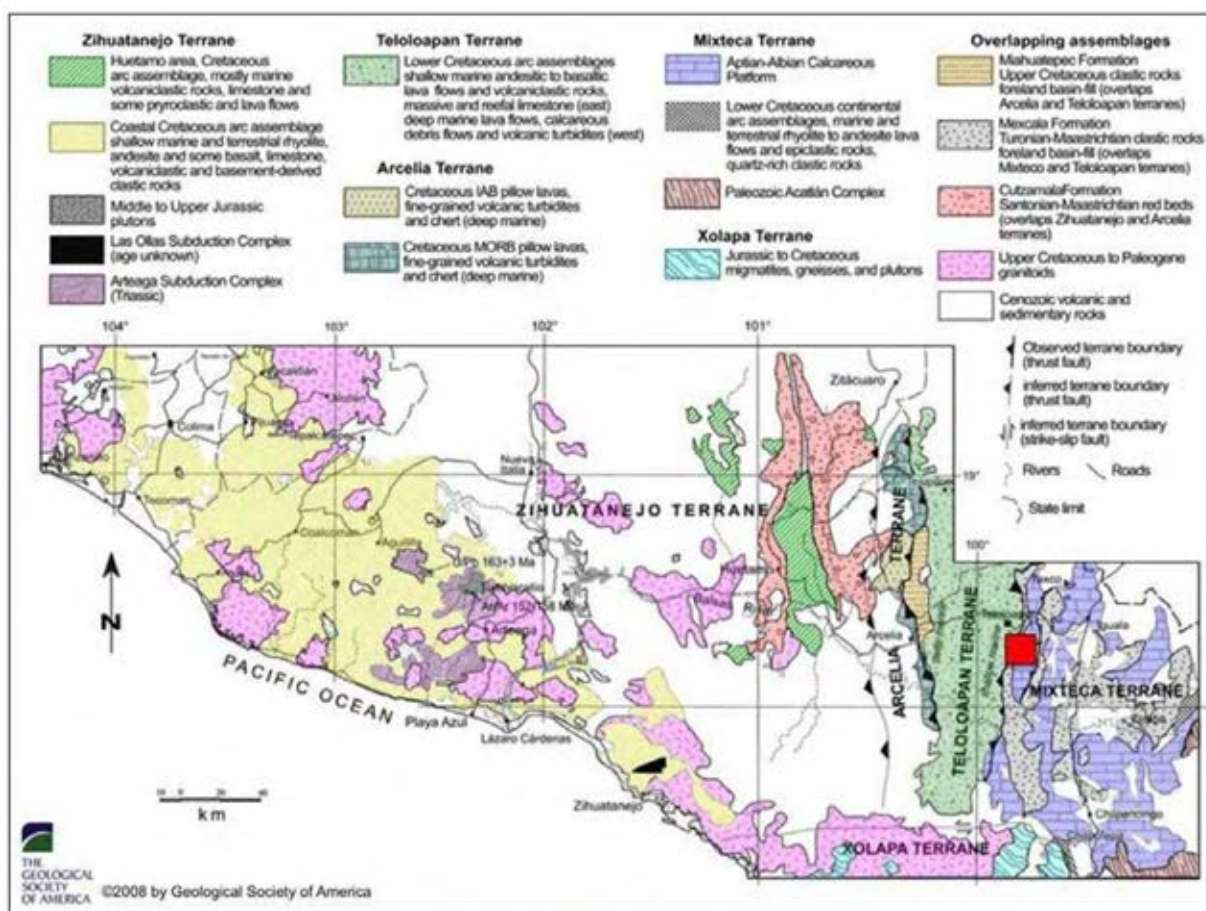 Zihuatanejo Terrane
Huetamo area, Cretaceous
arc assemblage, mostly marine
volcaniclastic rocks, limestone and
some pryroclastic and lava flows
Coastal Cretaceous arc assemblage
shallow marine and terrestrial rhyolite,
andesite and some basalt, limestone,
volcaniclastic and basement-derived
clastic rocks
Middle to Upper Jurassic
plutons
Las Ollas Subduction Complex
(age unknown)
Arteaga Subduction Complex
(Triassic)
Teloloapan Terrane
Lower Cretaceous arc assemblages
shallow marine andesitic to basaltic
lava flows and volcaniclastic rocks,
massive and reefal limestone (east)
deep marine lava flows, calcareous
debris flows and volcanic turbidites (west)
Arcelia Terrane
Cretaceous IAB pillow lavas,
fine-grained volcanic turbidites
and chert (deep marine)
Cretaceous MORB pillow lavas,
fine-grained volcanic turbidites
and chert (deep marine)
Mixteca Terrane
Aptian-Albian Calcareous
Platform
Lower Cretaceous continental
arc assemblages, marine and
terrestrial rhyolite to andesite lava
flows and epiclastic rocks,
quartz-rich clastic rocks
Paleozoic Acatlán Complex
Xolapa Terrane
Jurassic to Cretaceous
migmatites, gneisses, and plutons
Overlapping assemblages
Miahuatepec Formation
Upper Cretaceous clastic rocks
foreland basin-fill (overlaps
Arcelia and Teloloapan terranes)
Mexcala Formation
Turonian-Maastrichtian clastic rocks
foreland basin-fill (overlaps
Mixteco and Teloloapan terranes)
CutzamalaFormation
Santonian-Maastrichtian red beds
(overlaps Zihuatanejo and Arcelia
terranes)
Upper Cretaceous to Paleogene
granitoids
Cenozoic volcanic and
sedimentary rocks
Observed terrane boundary
(thrust fault)
inferred terrane boundary
(thrust fault)
inferred terrane boundary
(strike-slip fault)
Rivers
Roads
State limit
104°
103°
102°
101°
Zitácuaro
Colima
Nueva
Italia
19°
Tecoman
ZIHUATANEJO TERRANE
Coalcoman
Aguililla
U/Pb 163+3 Ma
100°
Huetamo
Balsas River
Arteaga
Arcelia
ARCELIA TERRANE
TELOLOAPAN TERRANE
Taxco
Iguala
MIXTECA TERRANE
N
PACIFIC OCEAN
Playa Azul
Lázaro Cárdenas
Zihuatanejo
Chilpancingo
XOLAPA TERRANE
km
THE
GEOLOGICAL
SOCIETY
OF AMERICA
©2008 by Geological Society of America